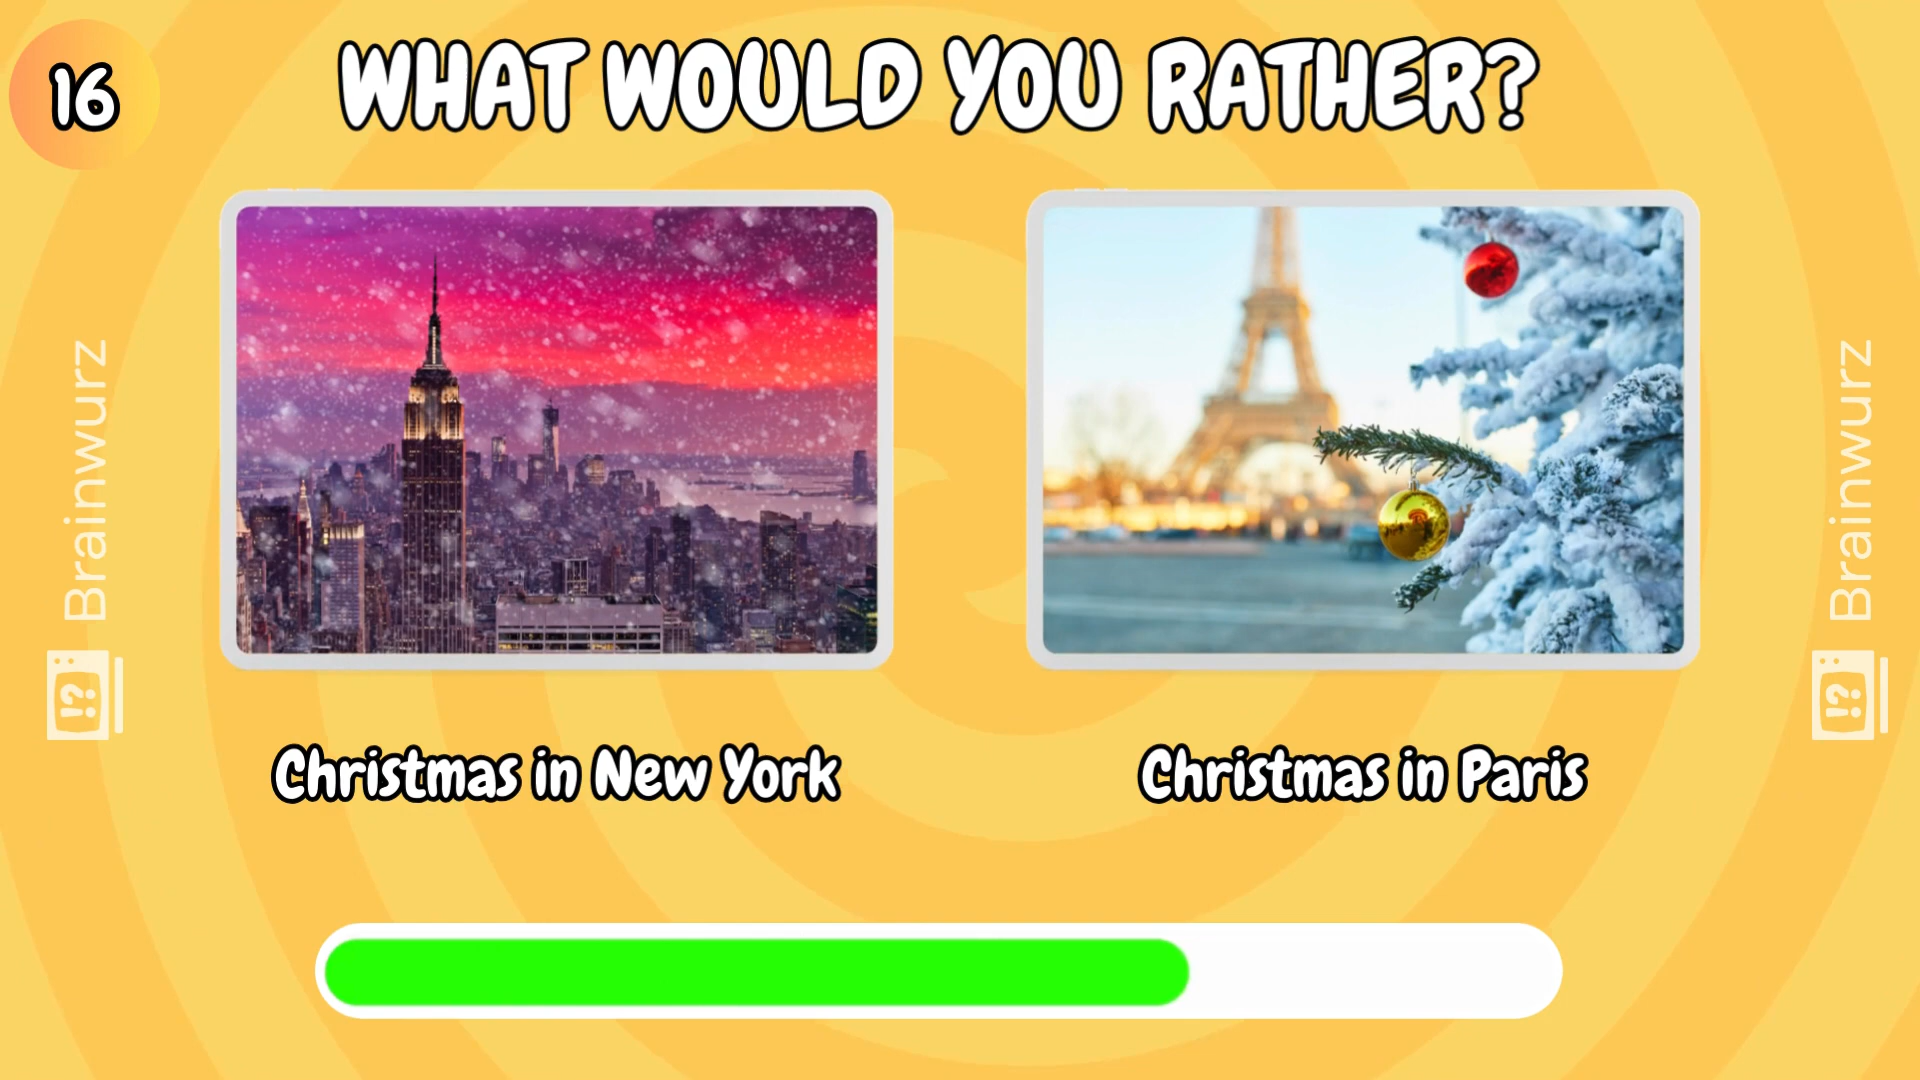 16
WHAT WOULD YOU RATHER?
Brainwurz
!?
Christmas in New York
Christmas in Paris
Brainwurz
!?